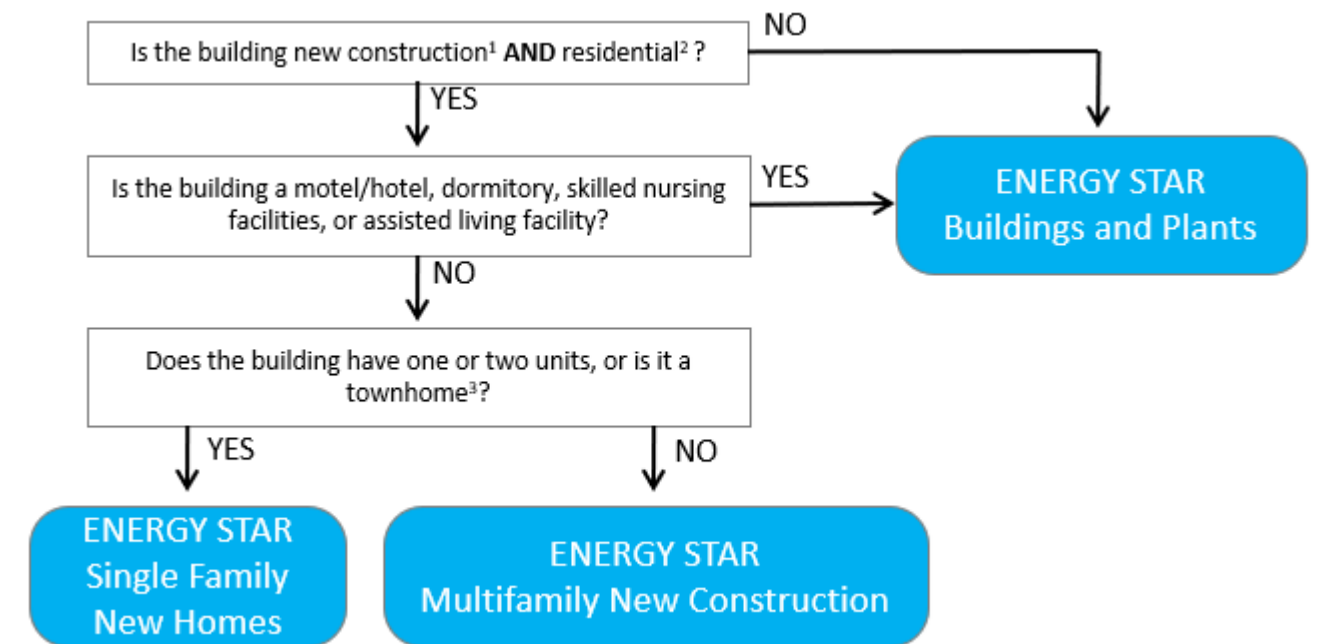 NO
Is the building new construction¹ AND residential² ?
YES
Is the building a motel/hotel, dormitory, skilled nursing
facilities, or assisted living facility?
YES
ENERGY STAR
Buildings and Plants
NO
Does the building have one or two units, or is it a
townhome³?
YES
NO
ENERGY STAR
Single Family
New Homes
ENERGY STAR
Multifamily New Construction